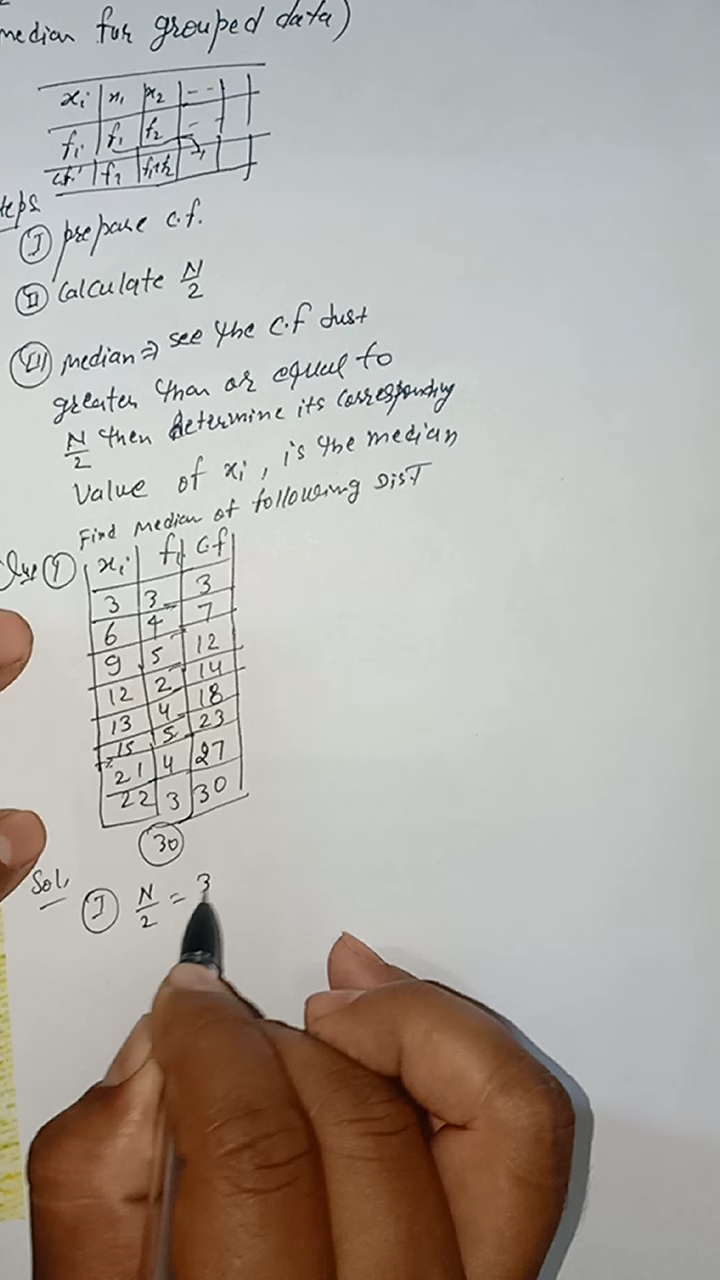 median for grouped data)
xi x1 x2 --
fi f1 f2 --
c.f. f1 f1+f2
teps
I prepare c.f.
II Calculate N/2
III median ⇒ see the c.f Just
greater than or equal to
N/2 then determine its corresponding
Value of xi, is the median
Find Median of following DisT
Que 1
xi fi c.f
3 3 3
6 4 7
9 5 12
12 2 14
13 4 18
15 5 23
21 4 27
22 3 30
30
Sol.
I N/2 = 3